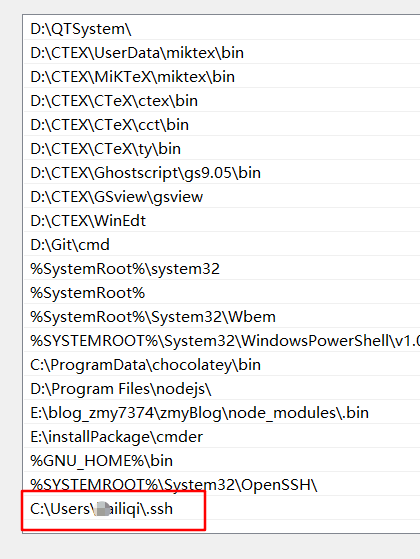 D:\QTSystem\
D:\CTEX\UserData\miktex\bin
D:\CTEX\MiKTeX\miktex\bin
D:\CTEX\CTeX\ctex\bin
D:\CTEX\CTeX\cct\bin
D:\CTEX\CTeX\ty\bin
D:\CTEX\Ghostscript\gs9.05\bin
D:\CTEX\GSview\gsview
D:\CTEX\WinEdt
D:\Git\cmd
%SystemRoot%\system32
%SystemRoot%
%SystemRoot%\System32\Wbem
%SYSTEMROOT%\System32\WindowsPowerShell\v1.0
C:\ProgramData\chocolatey\bin
D:\Program Files\nodejs\
E:\blog_zmy7374\zmyBlog\node_modules\.bin
E:\installPackage\cmder
%GNU_HOME%\bin
%SYSTEMROOT%\System32\OpenSSH\
C:\Users\ailiqi\.ssh